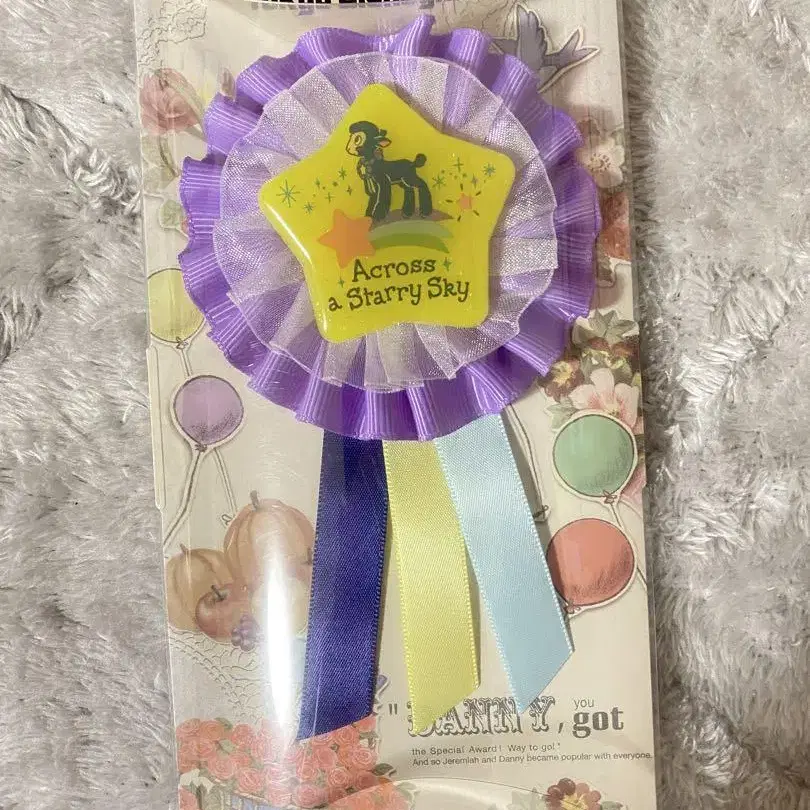 Across
a Starry Sky
" DANNY, you got
the Special Award! Way to go!"
And so Jeremiah and Danny became popular with everyone.